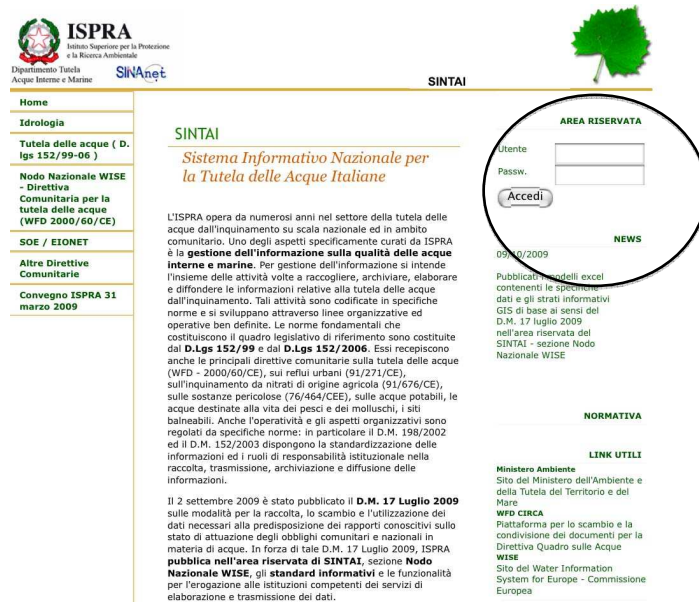 ISPRA
Istituto Superiore per la Protezione
e la Ricerca Ambientale
Dipartimento Tutela
Acque Interne e Marine
SINAnet
SINTAI
Home
Idrologia
Tutela delle acque ( D.
lgs 152/99-06 )
Nodo Nazionale WISE
- Direttiva
Comunitaria per la
tutela delle acque
(WFD 2000/60/CE)
SOE / EIONET
Altre Direttive
Comunitarie
Convegno ISPRA 31
marzo 2009
SINTAI
Sistema Informativo Nazionale per
la Tutela delle Acque Italiane
L'ISPRA opera da numerosi anni nel settore della tutela delle
acque dall'inquinamento su scala nazionale ed in ambito
comunitario. Uno degli aspetti specificamente curati da ISPRA
è la gestione dell'informazione sulla qualità delle acque
interne e marine. Per gestione dell'informazione si intende
l'insieme delle attività volte a raccogliere, archiviare, elaborare
e diffondere le informazioni relative alla tutela delle acque
dall'inquinamento. Tali attività sono codificate in specifiche
norme e si sviluppano attraverso linee organizzative ed
operative ben definite. Le norme fondamentali che
costituiscono il quadro legislativo di riferimento sono costituite
dal D.Lgs 152/99 e dal D.Lgs 152/2006. Essi recepiscono
anche le principali direttive comunitarie sulla tutela delle acque
(WFD - 2000/60/CE), sui reflui urbani (91/271/CE),
sull'inquinamento da nitrati di origine agricola (91/676/CE),
sulle sostanze pericolose (76/464/CEE), sulle acque potabili, le
acque destinate alla vita dei pesci e dei molluschi, i siti
balneabili. Anche l'operatività e gli aspetti organizzativi sono
regolati da specifiche norme: in particolare il D.M. 198/2002
ed il D.M. 152/2003 dispongono la standardizzazione delle
informazioni ed i ruoli di responsabilità istituzionale nella
raccolta, trasmissione, archiviazione e diffusione delle
informazioni.
Il 2 settembre 2009 è stato pubblicato il D.M. 17 Luglio 2009
sulle modalità per la raccolta, lo scambio e l'utilizzazione dei
dati necessari alla predisposizione dei rapporti conoscitivi sullo
stato di attuazione degli obblighi comunitari e nazionali in
materia di acque. In forza di tale D.M. 17 Luglio 2009, ISPRA
pubblica nell'area riservata di SINTAI, sezione Nodo
Nazionale WISE, gli standard informativi e le funzionalità
per l'erogazione alle istituzioni competenti dei servizi di
elaborazione e trasmissione dei dati.
AREA RISERVATA
Utente
Passw.
Accedi
NEWS
09/10/2009
Pubblicati i modelli excel
contenenti le specifiche
dati e gli strati informativi
GIS di base ai sensi del
D.M. 17 luglio 2009
nell'area riservata del
SINTAI - sezione Nodo
Nazionale WISE
NORMATIVA
LINK UTILI
Ministero Ambiente
Sito del Ministero dell'Ambiente e
della Tutela del Territorio e del
Mare
WFD CIRCA
Piattaforma per lo scambio e la
condivisione dei documenti per la
Direttiva Quadro sulle Acque
WISE
Sito del Water Information
System for Europe - Commissione
Europea